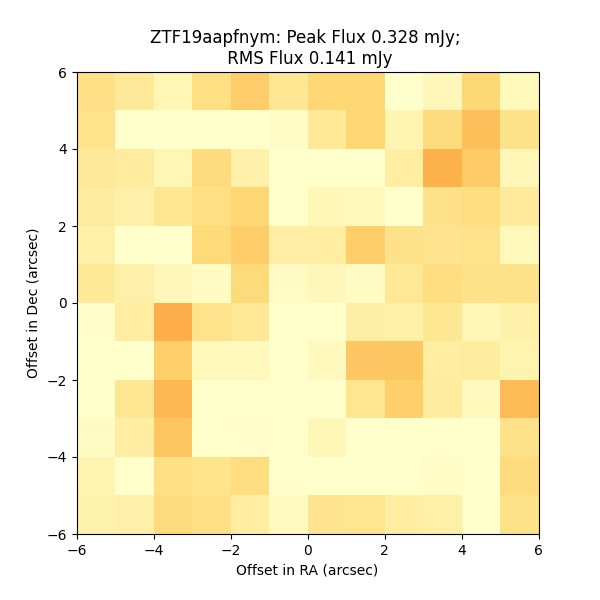 ZTF19aapfnym: Peak Flux 0.328 mJy;
RMS Flux 0.141 mJy
6
4
2
0
−2
−4
−6
Offset in Dec (arcsec)
−6 −4 −2 0 2 4 6
Offset in RA (arcsec)